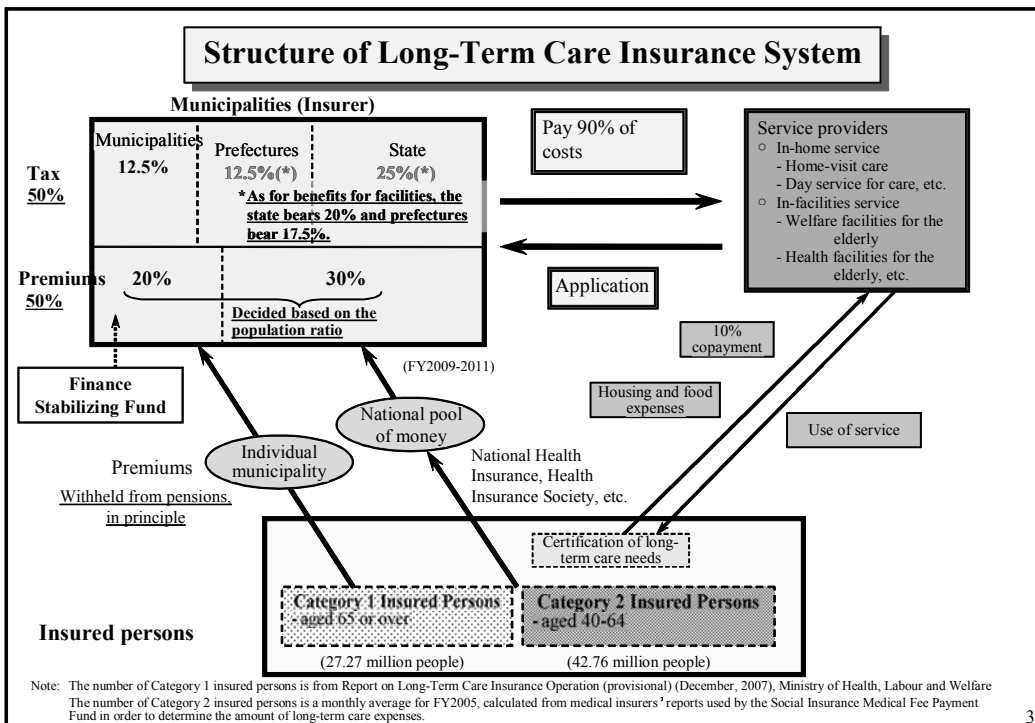 Structure of Long-Term Care Insurance System
Municipalities (Insurer)
Tax
50%
Municipalities
12.5%
Prefectures
12.5%(*)
State
25%(*)
*As for benefits for facilities, the
state bears 20% and prefectures
bear 17.5%.
Premiums
50%
20%
30%
Decided based on the
population ratio
Pay 90% of
costs
Application
Service providers
○ In-home service
- Home-visit care
- Day service for care, etc.
○ In-facilities service
- Welfare facilities for the
elderly
- Health facilities for the
elderly, etc.
Finance
Stabilizing Fund
(FY2009-2011)
10%
copayment
Housing and food
expenses
Use of service
National pool
of money
Individual
municipality
Premiums
Withheld from pensions,
in principle
National Health
Insurance, Health
Insurance Society, etc.
Certification of long-
term care needs
Insured persons
Category 1 Insured Persons
- aged 65 or over
(27.27 million people)
Category 2 Insured Persons
- aged 40-64
(42.76 million people)
Note: The number of Category 1 insured persons is from Report on Long-Term Care Insurance Operation (provisional) (December, 2007), Ministry of Health, Labour and Welfare
The number of Category 2 insured persons is a monthly average for FY2005, calculated from medical insurers' reports used by the Social Insurance Medical Fee Payment
Fund in order to determine the amount of long-term care expenses.
3